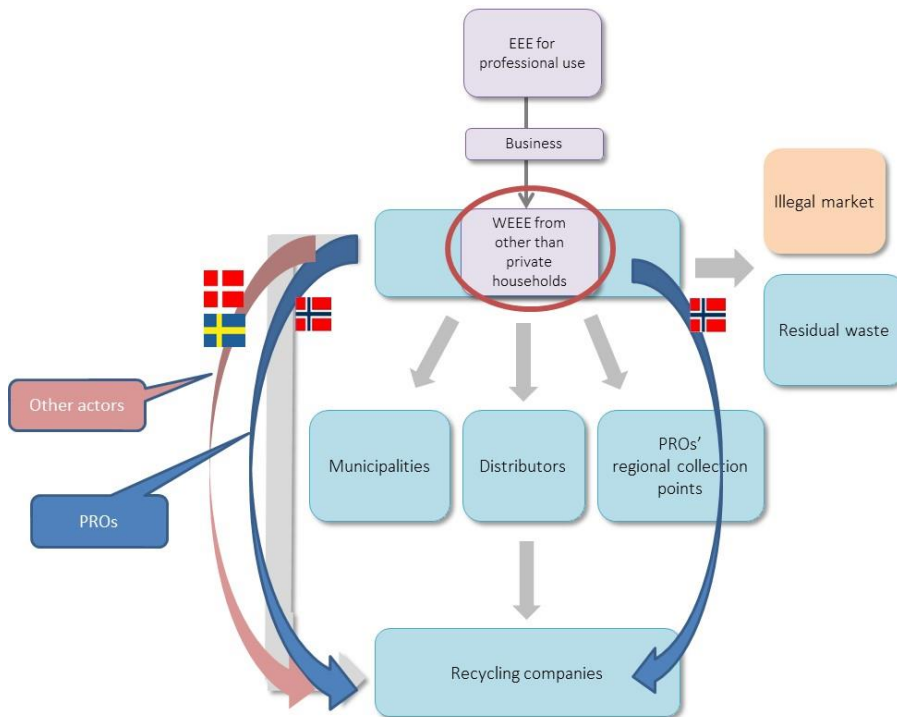 EEE for
professional use
Business
WEEE from
other than
private
households
Illegal market
Residual waste
Other actors
PROs
Municipalities
Distributors
PROs’
regional collection
points
Recycling companies